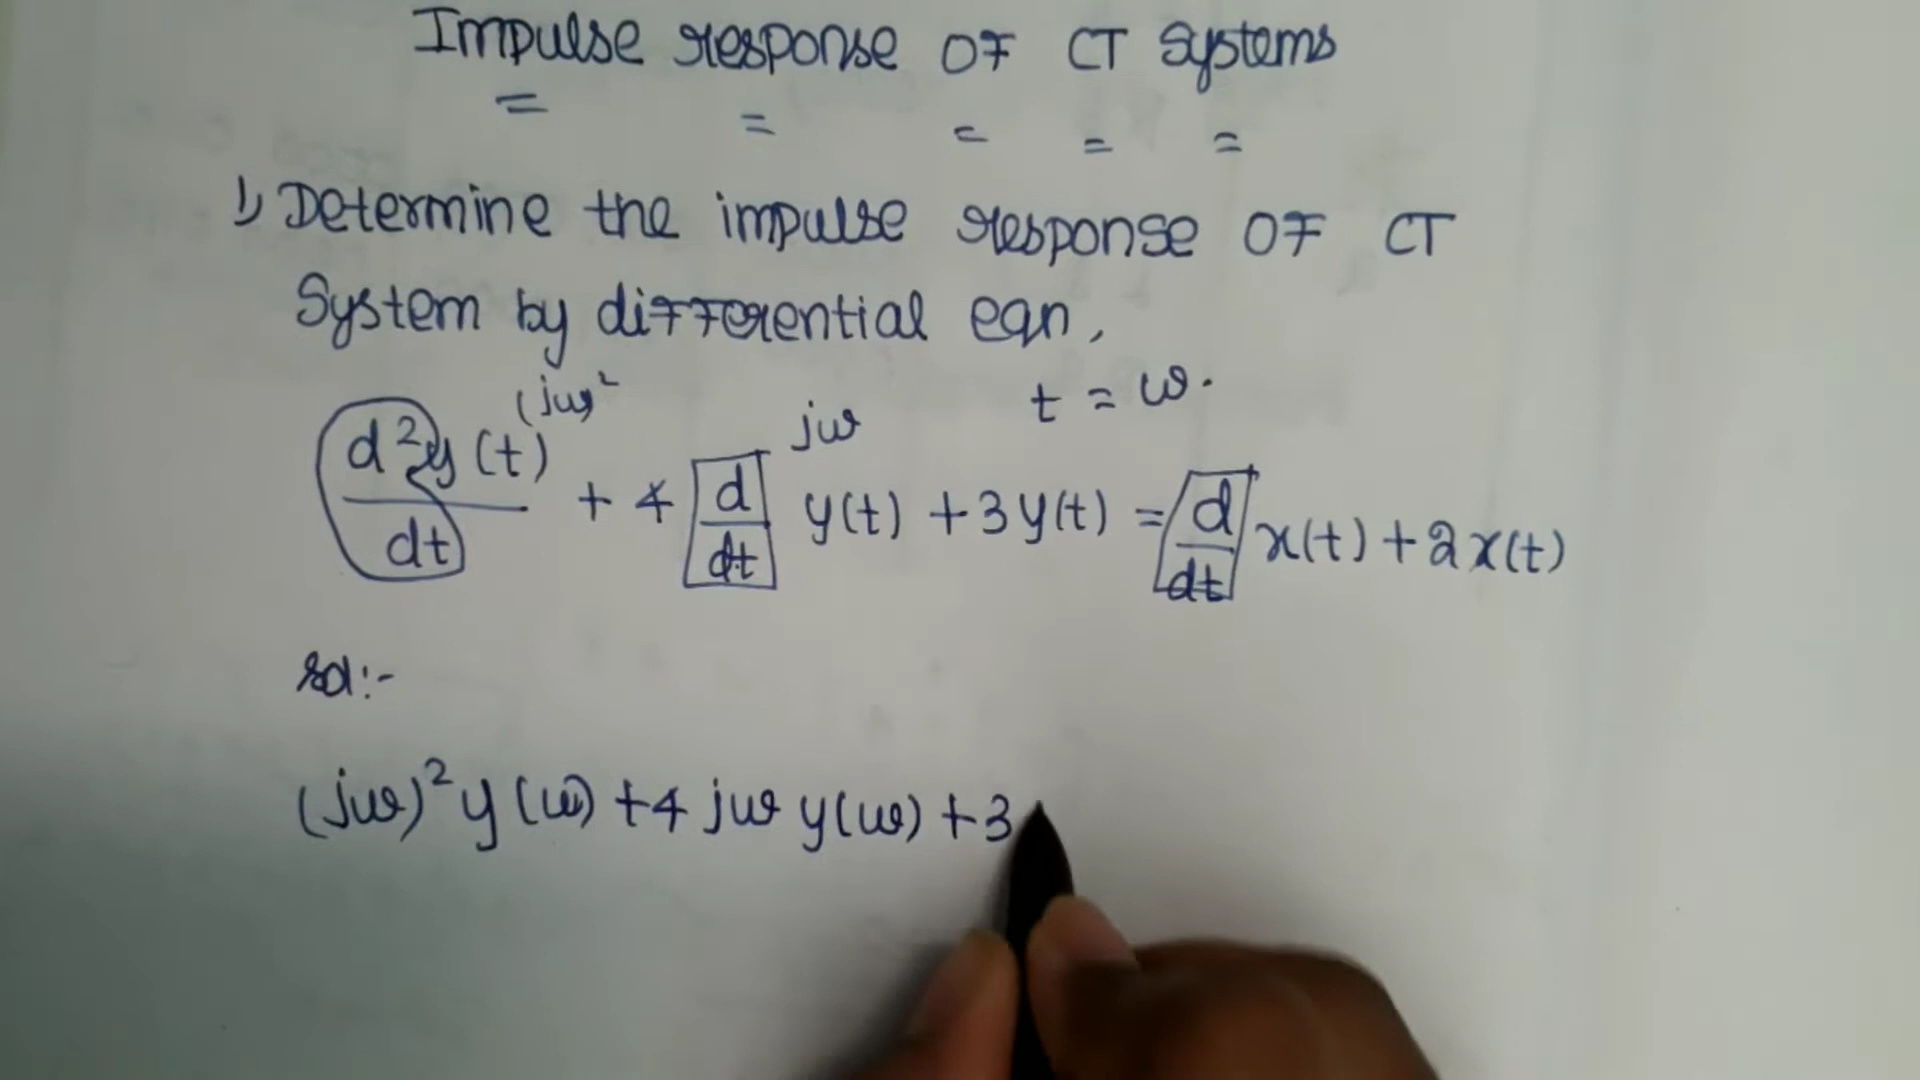 Impulse response OF CT Systems
1) Determine the impulse response OF CT
System by differential eqn,
(jω)² jω t = ω.
d²y(t)/dt + 4 d/dt y(t) + 3y(t) = d/dt x(t) + 2x(t)
sol:-
(jω)² y(ω) + 4 jω y(ω) + 3